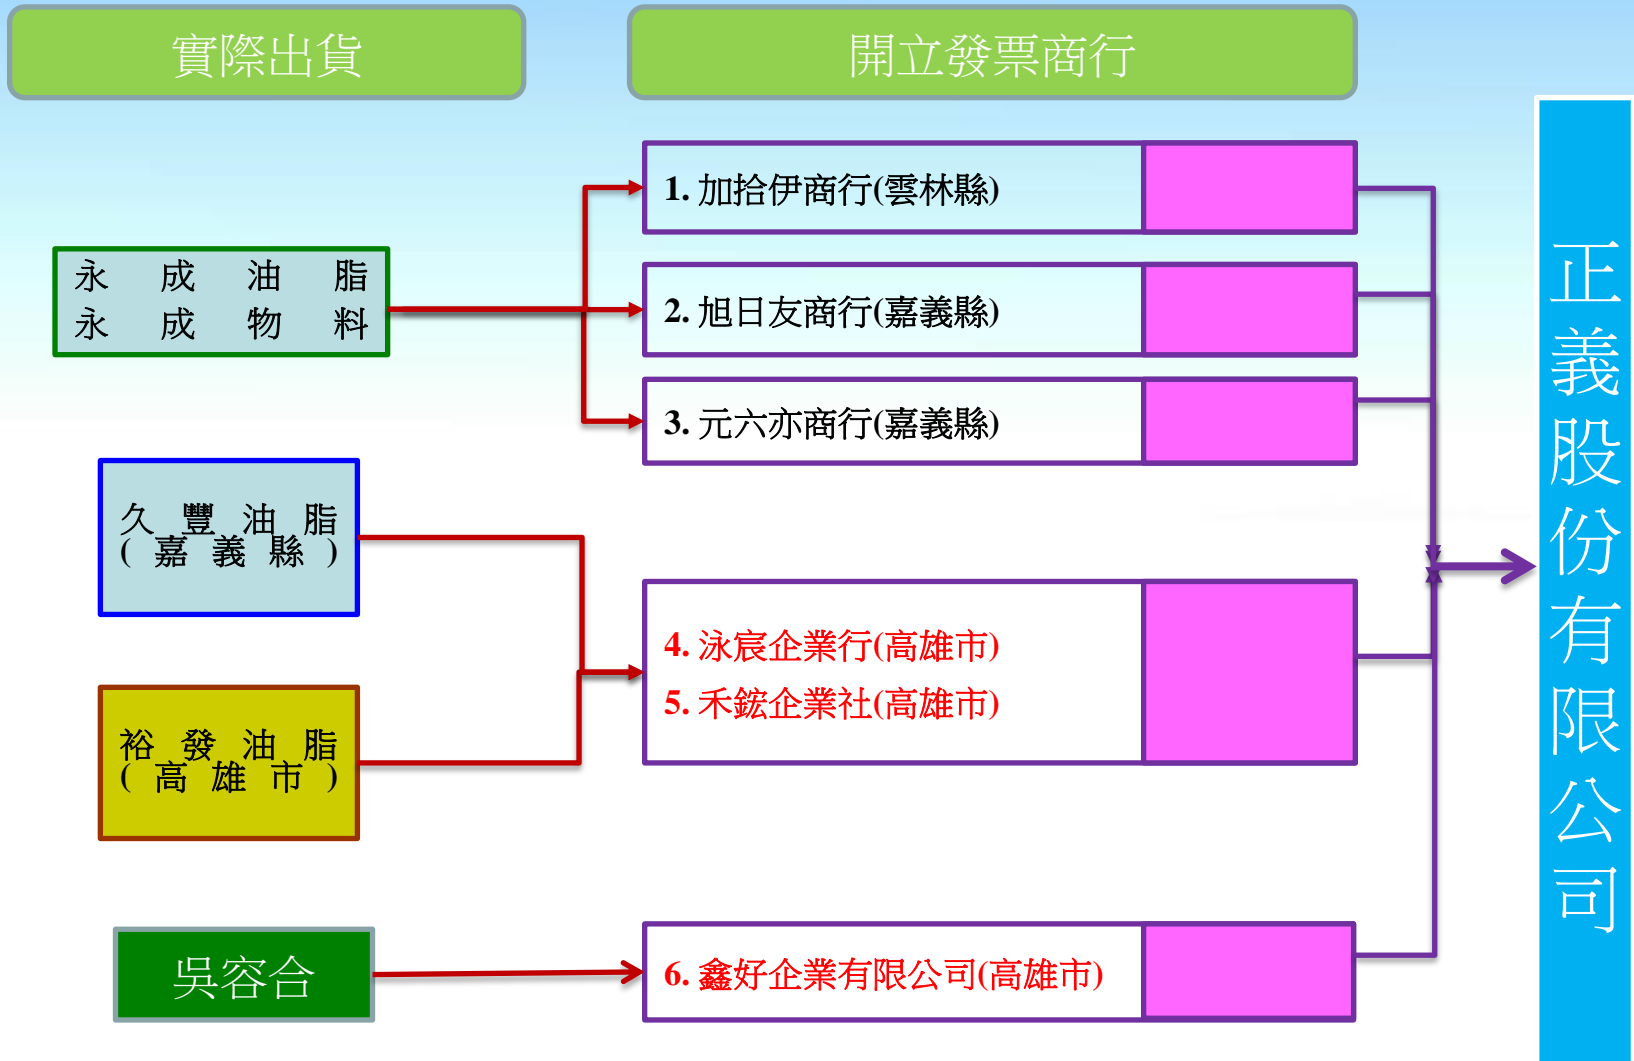 實際出貨
開立發票商行
1. 加拾伊商行(雲林縣)
永成油脂
永成物料
2. 旭日友商行(嘉義縣)
3. 元六亦商行(嘉義縣)
久豐油脂
(嘉義縣)
4. 泳宸企業行(高雄市)
5. 禾鋐企業社(高雄市)
裕發油脂
(高雄市)
吳容合
6. 鑫好企業有限公司(高雄市)
正義股份有限公司